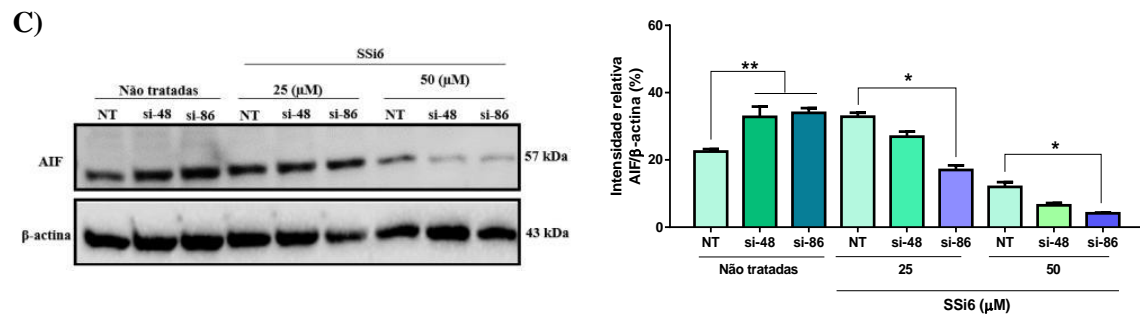 C)
SSi6
Não tratadas
25 (µM)
50 (µM)
NT si-48 si-86 NT si-48 si-86 NT si-48 si-86
AIF
57 kDa
β-actina
43 kDa
Intensidade relativa
AIF/β-actina (%)
60
40
20
0
**
*
*
NT si-48 si-86 NT si-48 si-86 NT si-48 si-86
Não tratadas
25
50
SSi6 (µM)